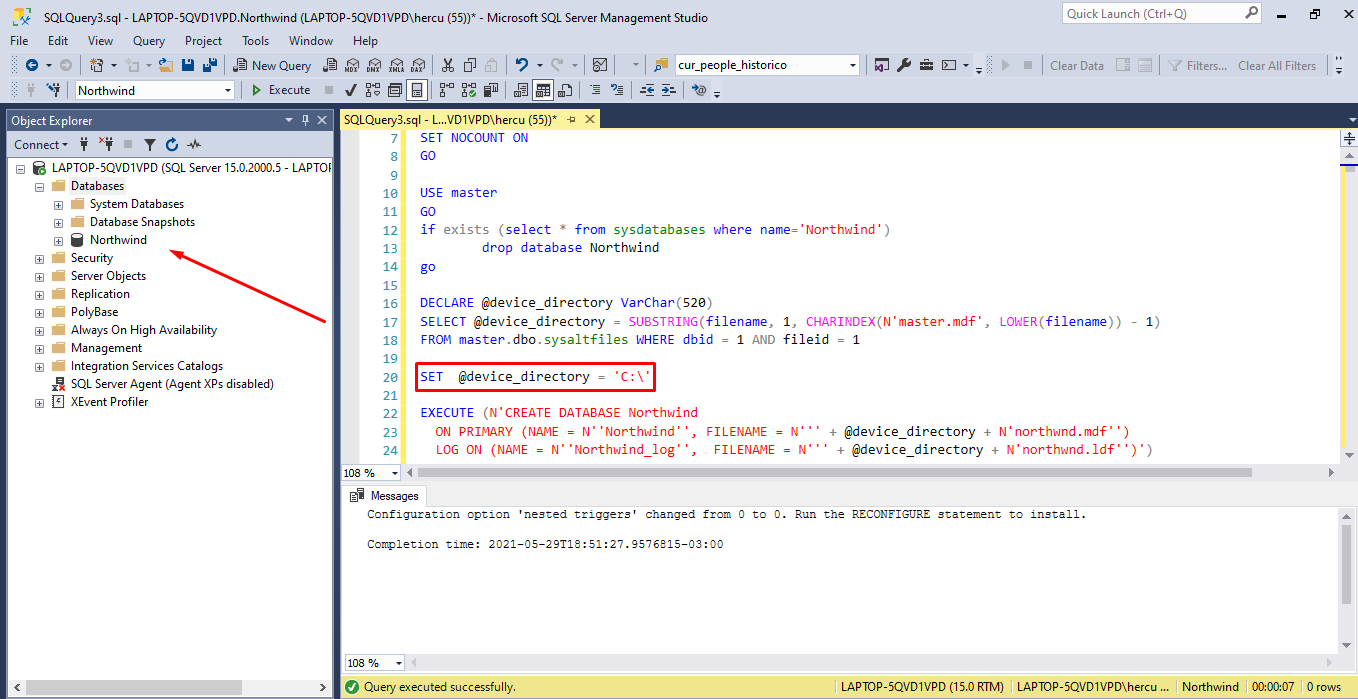 SQLQuery3.sql - LAPTOP-5QVD1VPD.Northwind (LAPTOP-5QVD1VPD\hercu (55))* - Microsoft SQL Server Management Studio
Quick Launch (Ctrl+Q)
File Edit View Query Project Tools Window Help
New Query MDX DMX XMLA DAX cur_people_historico Clear Data Filters... Clear All Filters
Northwind Execute
Object Explorer
SQLQuery3.sql - L...VD1VPD\hercu (55))*
Connect
LAPTOP-5QVD1VPD (SQL Server 15.0.2000.5 - LAPTOP
Databases
System Databases
Database Snapshots
Northwind
Security
Server Objects
Replication
PolyBase
Always On High Availability
Management
Integration Services Catalogs
SQL Server Agent (Agent XPs disabled)
XEvent Profiler
7 SET NOCOUNT ON
8 GO
9
10 USE master
11 GO
12 if exists (select * from sysdatabases where name='Northwind')
13 drop database Northwind
14 go
15
16 DECLARE @device_directory VarChar(520)
17 SELECT @device_directory = SUBSTRING(filename, 1, CHARINDEX(N'master.mdf', LOWER(filename)) - 1)
18 FROM master.dbo.sysaltfiles WHERE dbid = 1 AND fileid = 1
19
20 SET  @device_directory = 'C:\'
21
22 EXECUTE (N'CREATE DATABASE Northwind
23 ON PRIMARY (NAME = N''Northwind'', FILENAME = N''' + @device_directory + N'northwnd.mdf'')
24 LOG ON (NAME = N''Northwind_log'',  FILENAME = N''' + @device_directory + N'northwnd.ldf'')')
108 %
Messages
Configuration option 'nested triggers' changed from 0 to 0. Run the RECONFIGURE statement to install.
Completion time: 2021-05-29T18:51:27.9576815-03:00
108 %
Query executed successfully. LAPTOP-5QVD1VPD (15.0 RTM) LAPTOP-5QVD1VPD\hercu ... Northwind 00:00:07 0 rows